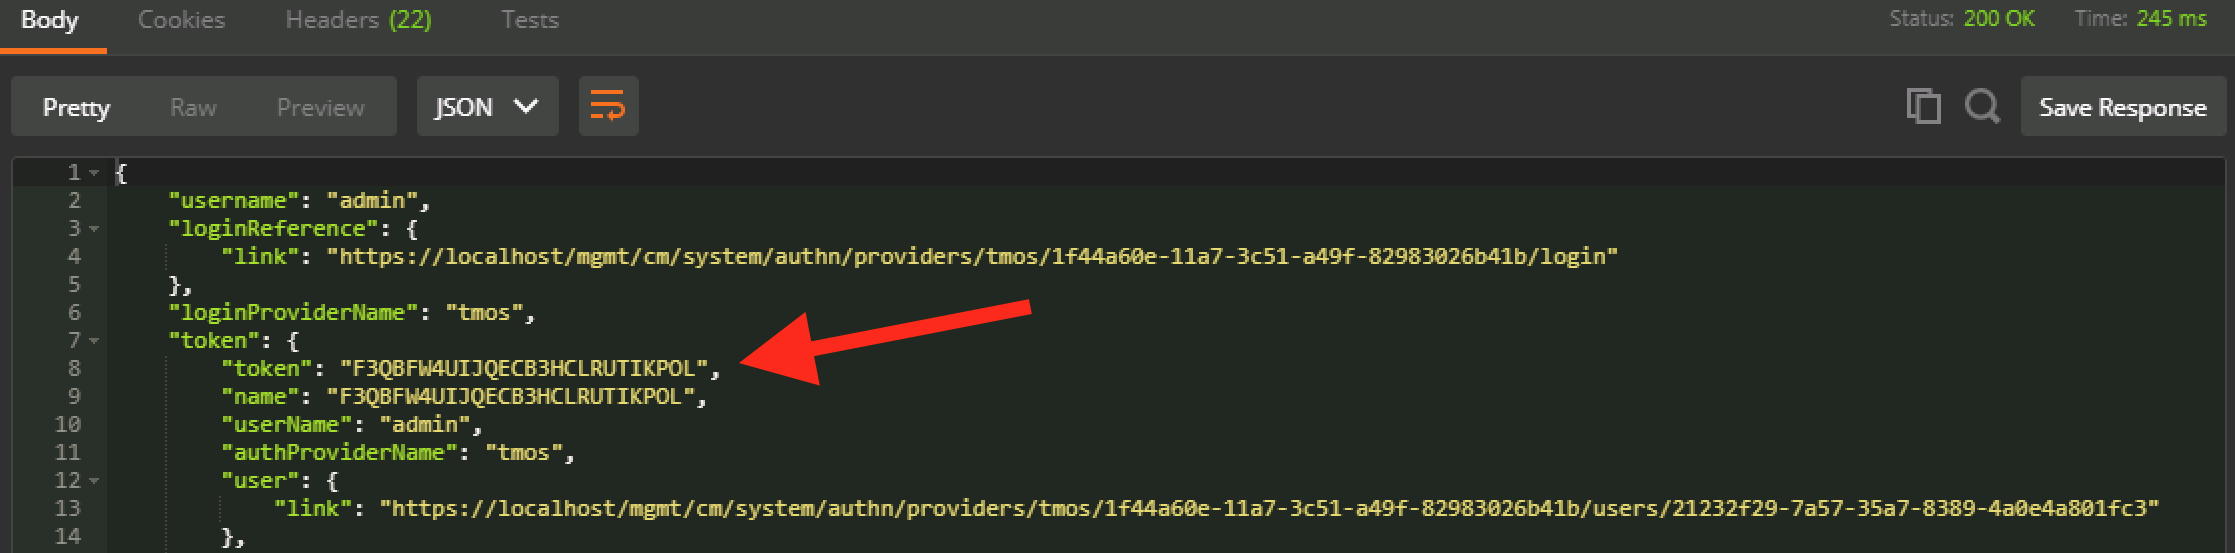 Body Cookies Headers (22) Tests Status: 200 OK Time: 245 ms
Pretty Raw Preview JSON Save Response
1 {
2 "username": "admin",
3 "loginReference": {
4 "link": "https://localhost/mgmt/cm/system/authn/providers/tmos/1f44a60e-11a7-3c51-a49f-82983026b41b/login"
5 },
6 "loginProviderName": "tmos",
7 "token": {
8 "token": "F3QBFW4UIJQECB3HCLRUTIKPOL",
9 "name": "F3QBFW4UIJQECB3HCLRUTIKPOL",
10 "userName": "admin",
11 "authProviderName": "tmos",
12 "user": {
13 "link": "https://localhost/mgmt/cm/system/authn/providers/tmos/1f44a60e-11a7-3c51-a49f-82983026b41b/users/21232f29-7a57-35a7-8389-4a0e4a801fc3"
14 },